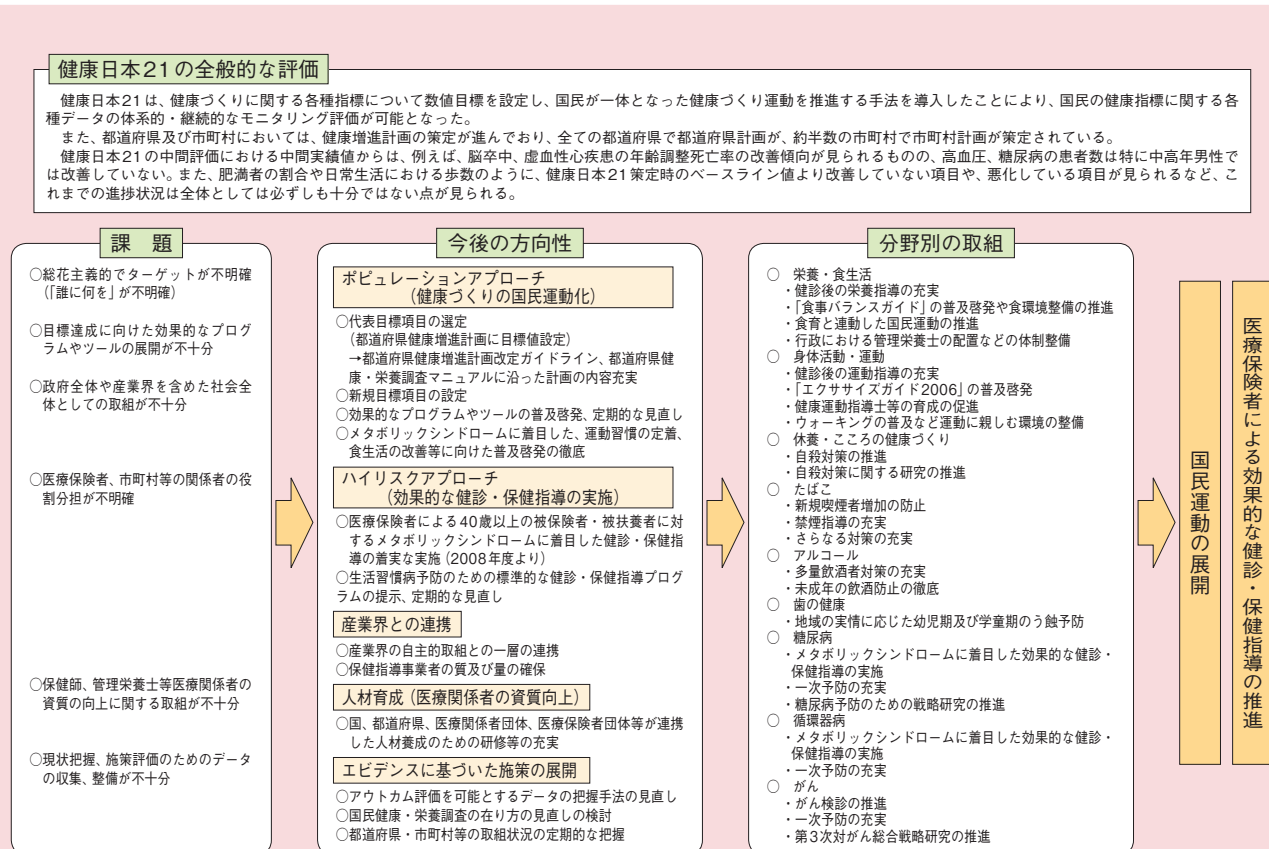 健康日本21の全般的な評価
健康日本21は、健康づくりに関する各種指標について数値目標を設定し、国民が一体となった健康づくり運動を推進する手法を導入したことにより、国民の健康指標に関する各
種データの体系的・継続的なモニタリング評価が可能となった。
また、都道府県及び市町村においては、健康増進計画の策定が進んでおり、全ての都道府県で都道府県計画が、約半数の市町村で市町村計画が策定されている。
健康日本21の中間評価における中間実績値からは、例えば、脳卒中、虚血性心疾患の年齢調整死亡率の改善傾向が見られるものの、高血圧、糖尿病の患者数は特に中高年男性で
は改善していない。また、肥満者の割合や日常生活における歩数のように、健康日本21策定時のベースライン値より改善していない項目や、悪化している項目が見られるなど、こ
れまでの進捗状況は全体としては必ずしも十分ではない点が見られる。
課 題
○総花主義的でターゲットが不明確
(「誰に何を」が不明確)
○目標達成に向けた効果的なプログ
ラムやツールの展開が不十分
○政府全体や産業界を含めた社会全
体としての取組が不十分
○医療保険者、市町村等の関係者の役
割分担が不明確
○保健師、管理栄養士等医療関係者の
資質の向上に関する取組が不十分
○現状把握、施策評価のためのデータ
の収集、整備が不十分
今後の方向性
ポピュレーションアプローチ
(健康づくりの国民運動化)
○代表目標項目の選定
(都道府県健康増進計画に目標値設定)
→都道府県健康増進計画改定ガイドライン、都道府県健
康・栄養調査マニュアルに沿った計画の内容充実
○新規目標項目の設定
○効果的なプログラムやツールの普及啓発、定期的な見直し
○メタボリックシンドロームに着目した、運動習慣の定着、
食生活の改善等に向けた普及啓発の徹底
ハイリスクアプローチ
(効果的な健診・保健指導の実施)
○医療保険者による40歳以上の被保険者・被扶養者に対
するメタボリックシンドロームに着目した健診・保健指
導の着実な実施(2008年度より)
○生活習慣病予防のための標準的な健診・保健指導プログ
ラムの提示、定期的な見直し
産業界との連携
○産業界の自主的取組との一層の連携
○保健指導事業者の質及び量の確保
人材育成(医療関係者の資質向上)
○国、都道府県、医療関係者団体、医療保険者団体等が連携
した人材養成のための研修等の充実
エビデンスに基づいた施策の展開
○アウトカム評価を可能とするデータの把握手法の見直し
○国民健康・栄養調査の在り方の見直しの検討
○都道府県・市町村等の取組状況の定期的な把握
分野別の取組
○ 栄養・食生活
・健診後の栄養指導の充実
・「食事バランスガイド」の普及啓発や食環境整備の推進
・食育と連動した国民運動の推進
・行政における管理栄養士の配置などの体制整備
○ 身体活動・運動
・健診後の運動指導の充実
・「エクササイズガイド2006」の普及啓発
・健康運動指導士等の育成の促進
・ウォーキングの普及など運動に親しむ環境の整備
○ 休養・こころの健康づくり
・自殺対策の推進
・自殺対策に関する研究の推進
○ たばこ
・新規喫煙者増加の防止
・禁煙指導の充実
・さらなる対策の充実
○ アルコール
・多量飲酒者対策の充実
・未成年の飲酒防止の徹底
○ 歯の健康
・地域の実情に応じた幼児期及び学童期のう蝕予防
○ 糖尿病
・メタボリックシンドロームに着目した効果的な健診・
保健指導の実施
・一次予防の充実
・糖尿病予防のための戦略研究の推進
○ 循環器病
・メタボリックシンドロームに着目した効果的な健診・
保健指導の実施
・一次予防の充実
○ がん
・がん検診の推進
・一次予防の充実
・第3次対がん総合戦略研究の推進
医療保険者による効果的な健診・保健指導の推進
国民運動の展開